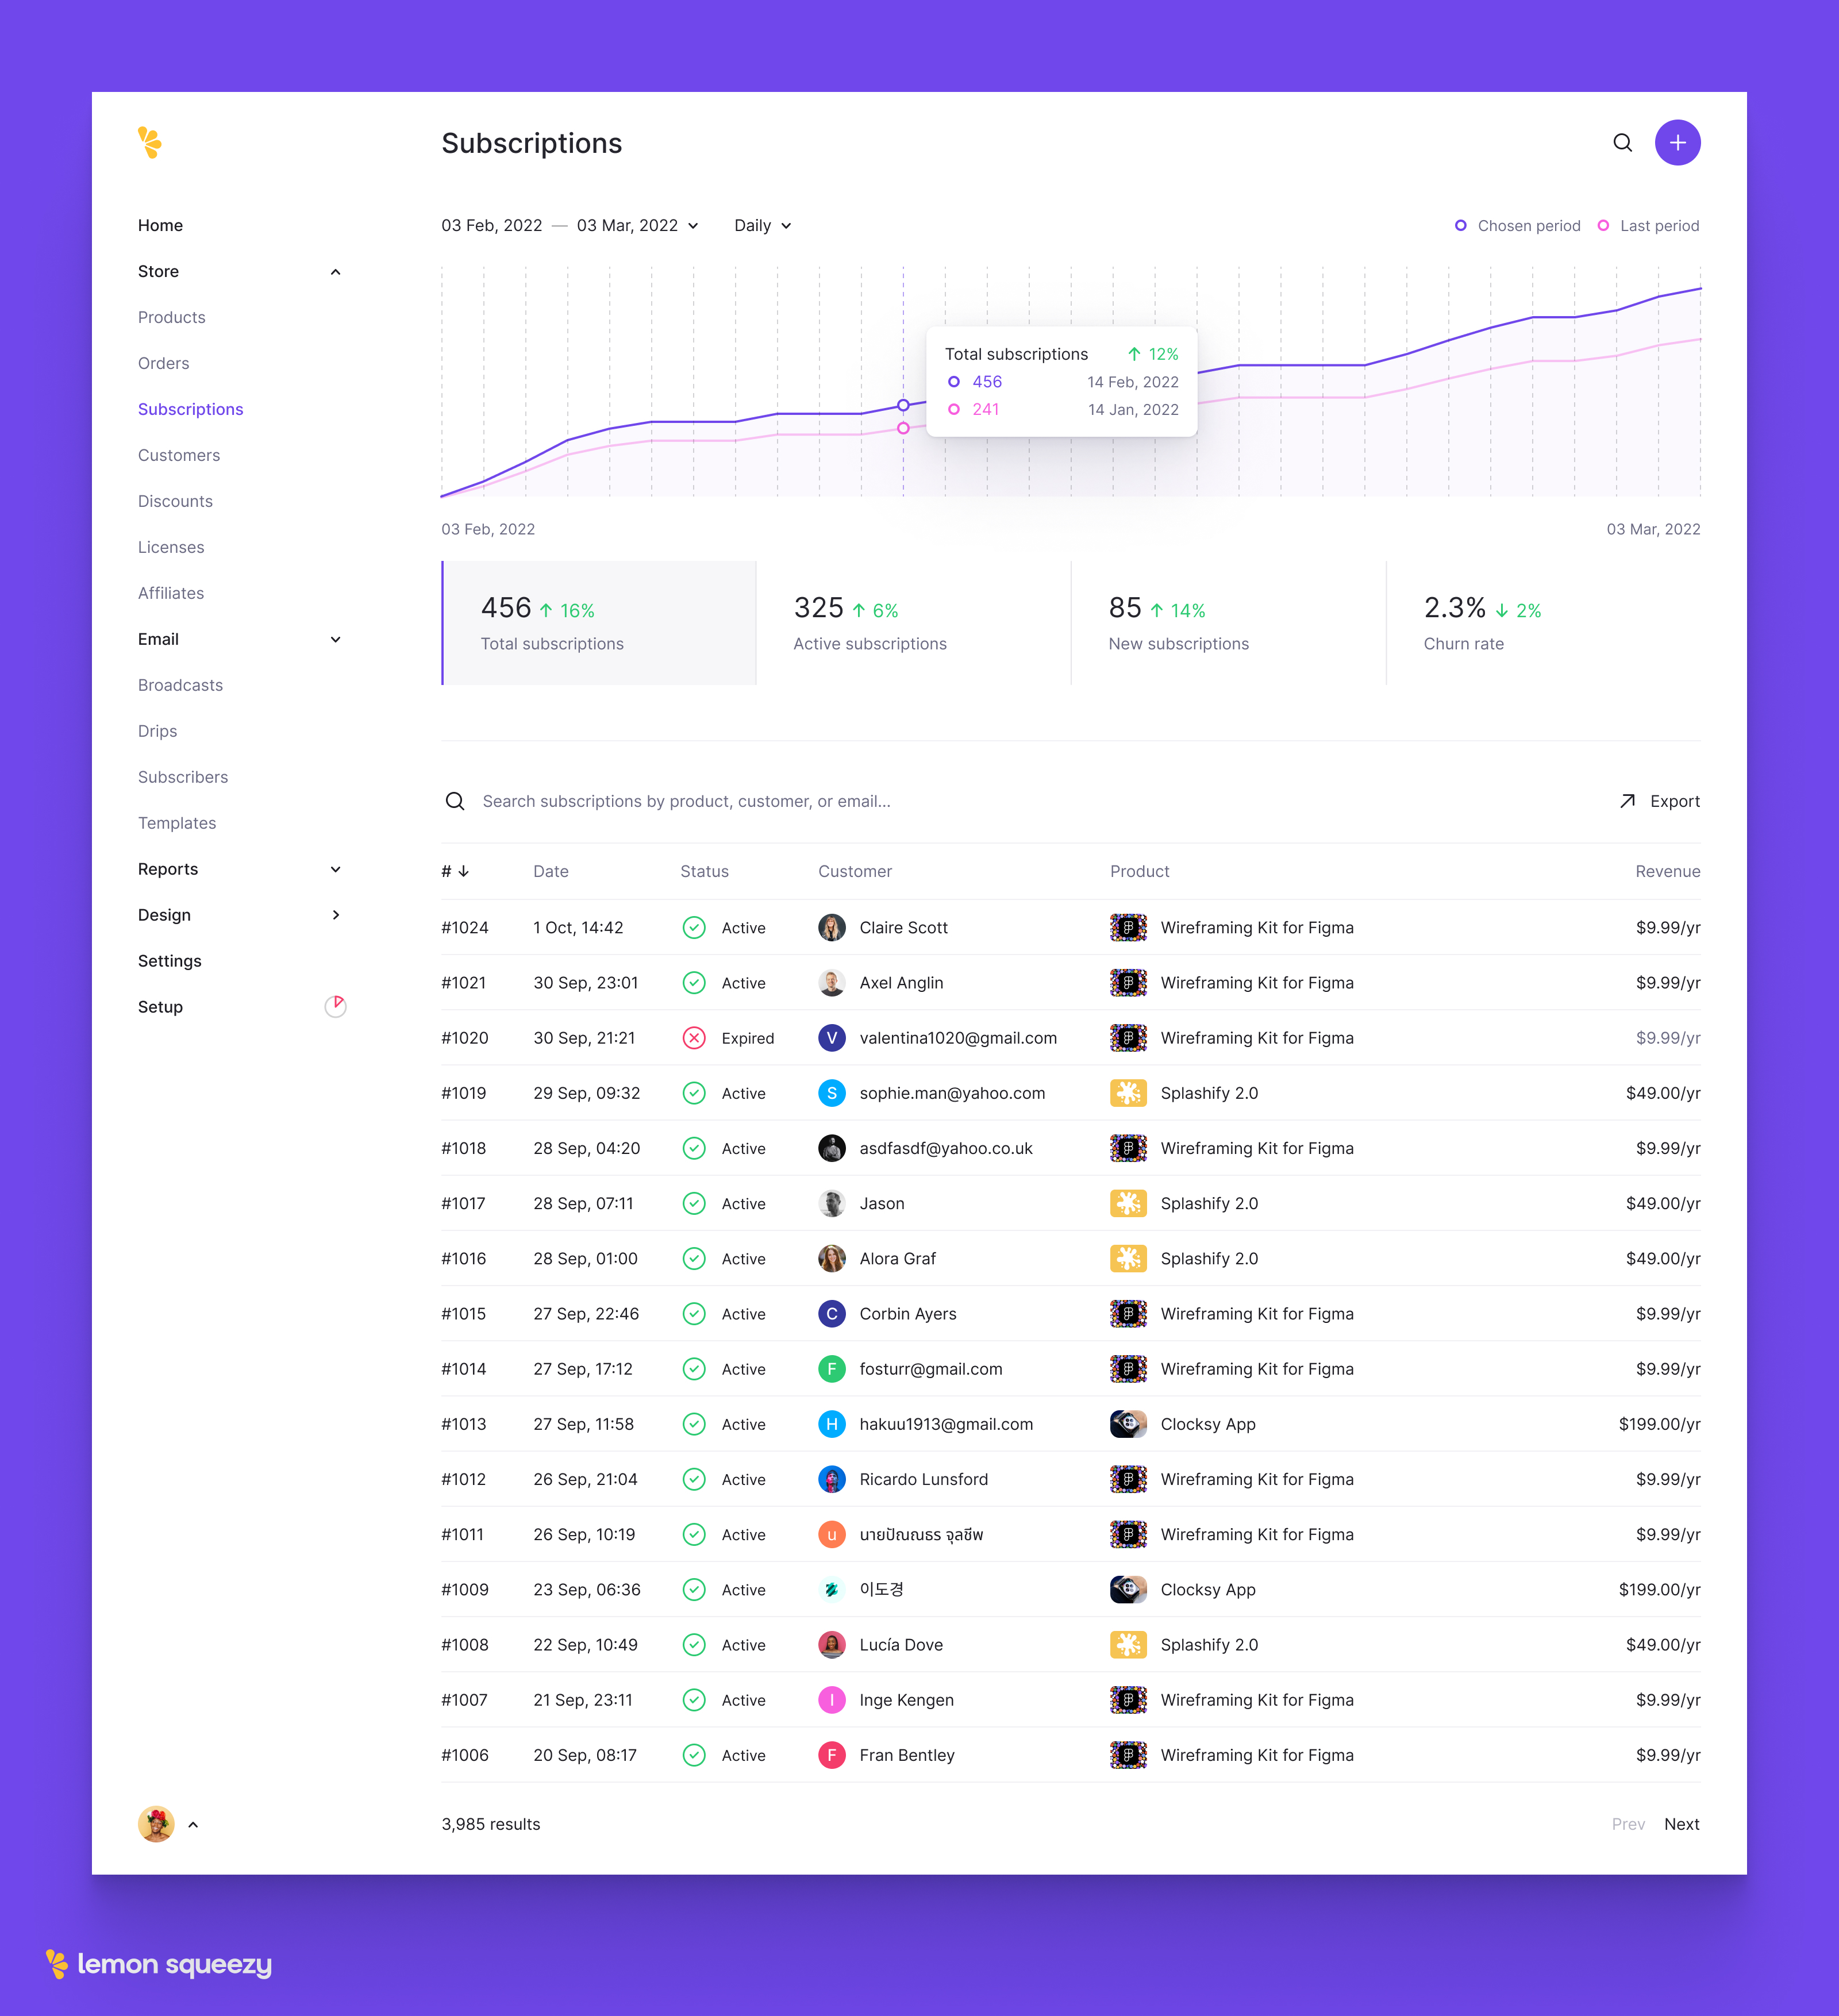 Subscriptions
Home
Store
Products
Orders
Subscriptions
Customers
Discounts
Licenses
Affiliates
Email
Broadcasts
Drips
Subscribers
Templates
Reports
Design
Settings
Setup
03 Feb, 2022 — 03 Mar, 2022 Daily Chosen period Last period
Total subscriptions ↑ 12%
456 14 Feb, 2022
241 14 Jan, 2022
03 Feb, 2022 03 Mar, 2022
456 ↑ 16% 325 ↑ 6% 85 ↑ 14% 2.3% ↓ 2%
Total subscriptions Active subscriptions New subscriptions Churn rate
Search subscriptions by product, customer, or email... Export
# ↓ Date Status Customer Product Revenue
#1024 1 Oct, 14:42 Active Claire Scott Wireframing Kit for Figma $9.99/yr
#1021 30 Sep, 23:01 Active Axel Anglin Wireframing Kit for Figma $9.99/yr
#1020 30 Sep, 21:21 Expired V valentina1020@gmail.com Wireframing Kit for Figma $9.99/yr
#1019 29 Sep, 09:32 Active S sophie.man@yahoo.com Splashify 2.0 $49.00/yr
#1018 28 Sep, 04:20 Active asdfasdf@yahoo.co.uk Wireframing Kit for Figma $9.99/yr
#1017 28 Sep, 07:11 Active Jason Splashify 2.0 $49.00/yr
#1016 28 Sep, 01:00 Active Alora Graf Splashify 2.0 $49.00/yr
#1015 27 Sep, 22:46 Active C Corbin Ayers Wireframing Kit for Figma $9.99/yr
#1014 27 Sep, 17:12 Active F fosturr@gmail.com Wireframing Kit for Figma $9.99/yr
#1013 27 Sep, 11:58 Active H hakuu1913@gmail.com Clocksy App $199.00/yr
#1012 26 Sep, 21:04 Active Ricardo Lunsford Wireframing Kit for Figma $9.99/yr
#1011 26 Sep, 10:19 Active u นายปัณณธร จุลชีพ Wireframing Kit for Figma $9.99/yr
#1009 23 Sep, 06:36 Active 이도경 Clocksy App $199.00/yr
#1008 22 Sep, 10:49 Active Lucía Dove Splashify 2.0 $49.00/yr
#1007 21 Sep, 23:11 Active I Inge Kengen Wireframing Kit for Figma $9.99/yr
#1006 20 Sep, 08:17 Active F Fran Bentley Wireframing Kit for Figma $9.99/yr
3,985 results Prev Next
lemon squeezy